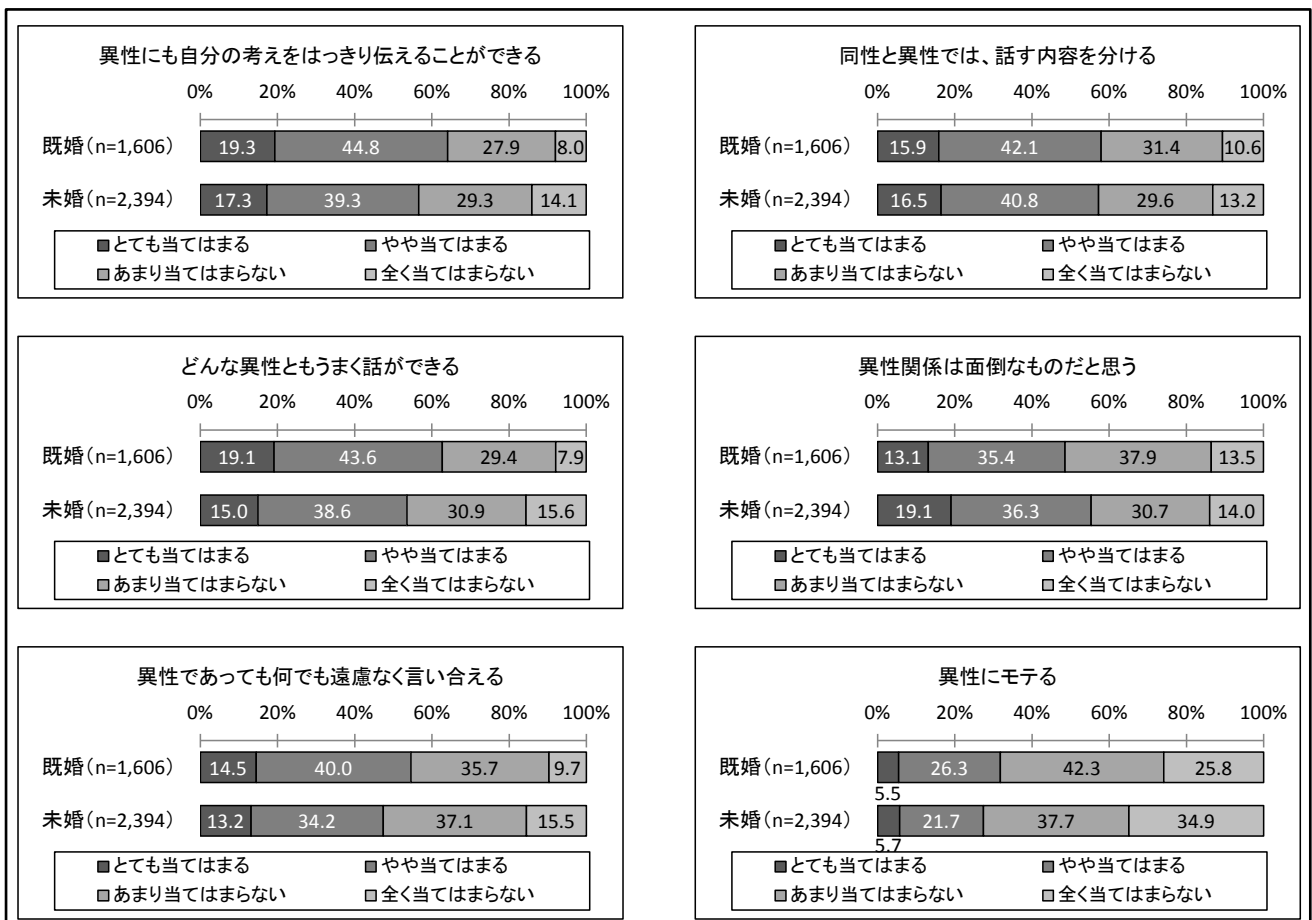 異性にも自分の考えをはっきり伝えることができる
0% 20% 40% 60% 80% 100%
既婚(n=1,606) 19.3 44.8 27.9 8.0
未婚(n=2,394) 17.3 39.3 29.3 14.1
■とても当てはまる ■やや当てはまる
■あまり当てはまらない ■全く当てはまらない
同性と異性では、話す内容を分ける
0% 20% 40% 60% 80% 100%
既婚(n=1,606) 15.9 42.1 31.4 10.6
未婚(n=2,394) 16.5 40.8 29.6 13.2
■とても当てはまる ■やや当てはまる
■あまり当てはまらない ■全く当てはまらない
どんな異性ともうまく話ができる
0% 20% 40% 60% 80% 100%
既婚(n=1,606) 19.1 43.6 29.4 7.9
未婚(n=2,394) 15.0 38.6 30.9 15.6
■とても当てはまる ■やや当てはまる
■あまり当てはまらない ■全く当てはまらない
異性関係は面倒なものだと思う
0% 20% 40% 60% 80% 100%
既婚(n=1,606) 13.1 35.4 37.9 13.5
未婚(n=2,394) 19.1 36.3 30.7 14.0
■とても当てはまる ■やや当てはまる
■あまり当てはまらない ■全く当てはまらない
異性であっても何でも遠慮なく言い合える
0% 20% 40% 60% 80% 100%
既婚(n=1,606) 14.5 40.0 35.7 9.7
未婚(n=2,394) 13.2 34.2 37.1 15.5
■とても当てはまる ■やや当てはまる
■あまり当てはまらない ■全く当てはまらない
異性にモテる
0% 20% 40% 60% 80% 100%
既婚(n=1,606) 26.3 42.3 25.8
5.5
未婚(n=2,394) 21.7 37.7 34.9
5.7
■とても当てはまる ■やや当てはまる
■あまり当てはまらない ■全く当てはまらない